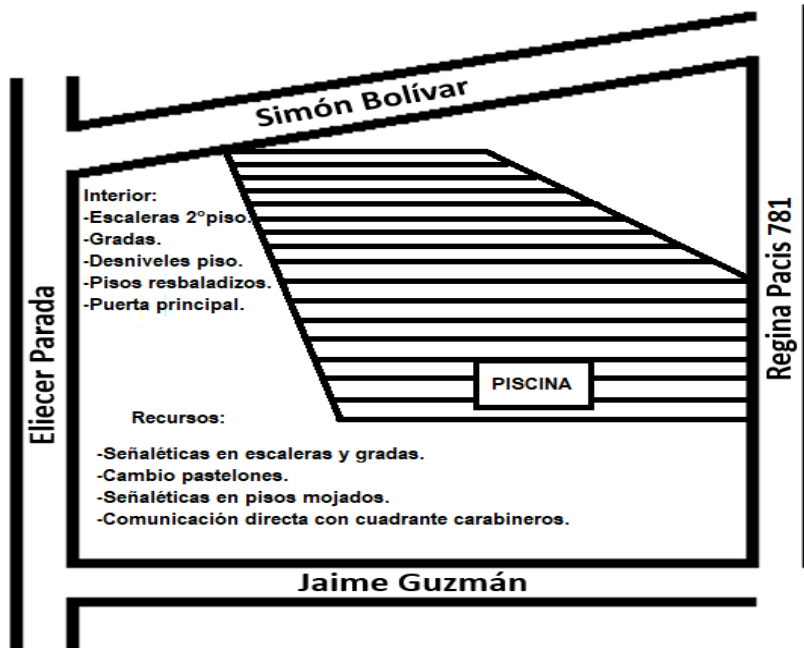 Simón Bolívar
Interior:
-Escaleras 2°piso.
-Gradas.
-Desniveles piso.
-Pisos resbaladizos.
-Puerta principal.
Eliecer Parada
Regina Pacis 781
PISCINA
Recursos:
-Señaléticas en escaleras y gradas.
-Cambio pastelones.
-Señaléticas en pisos mojados.
-Comunicación directa con cuadrante carabineros.
Jaime Guzmán